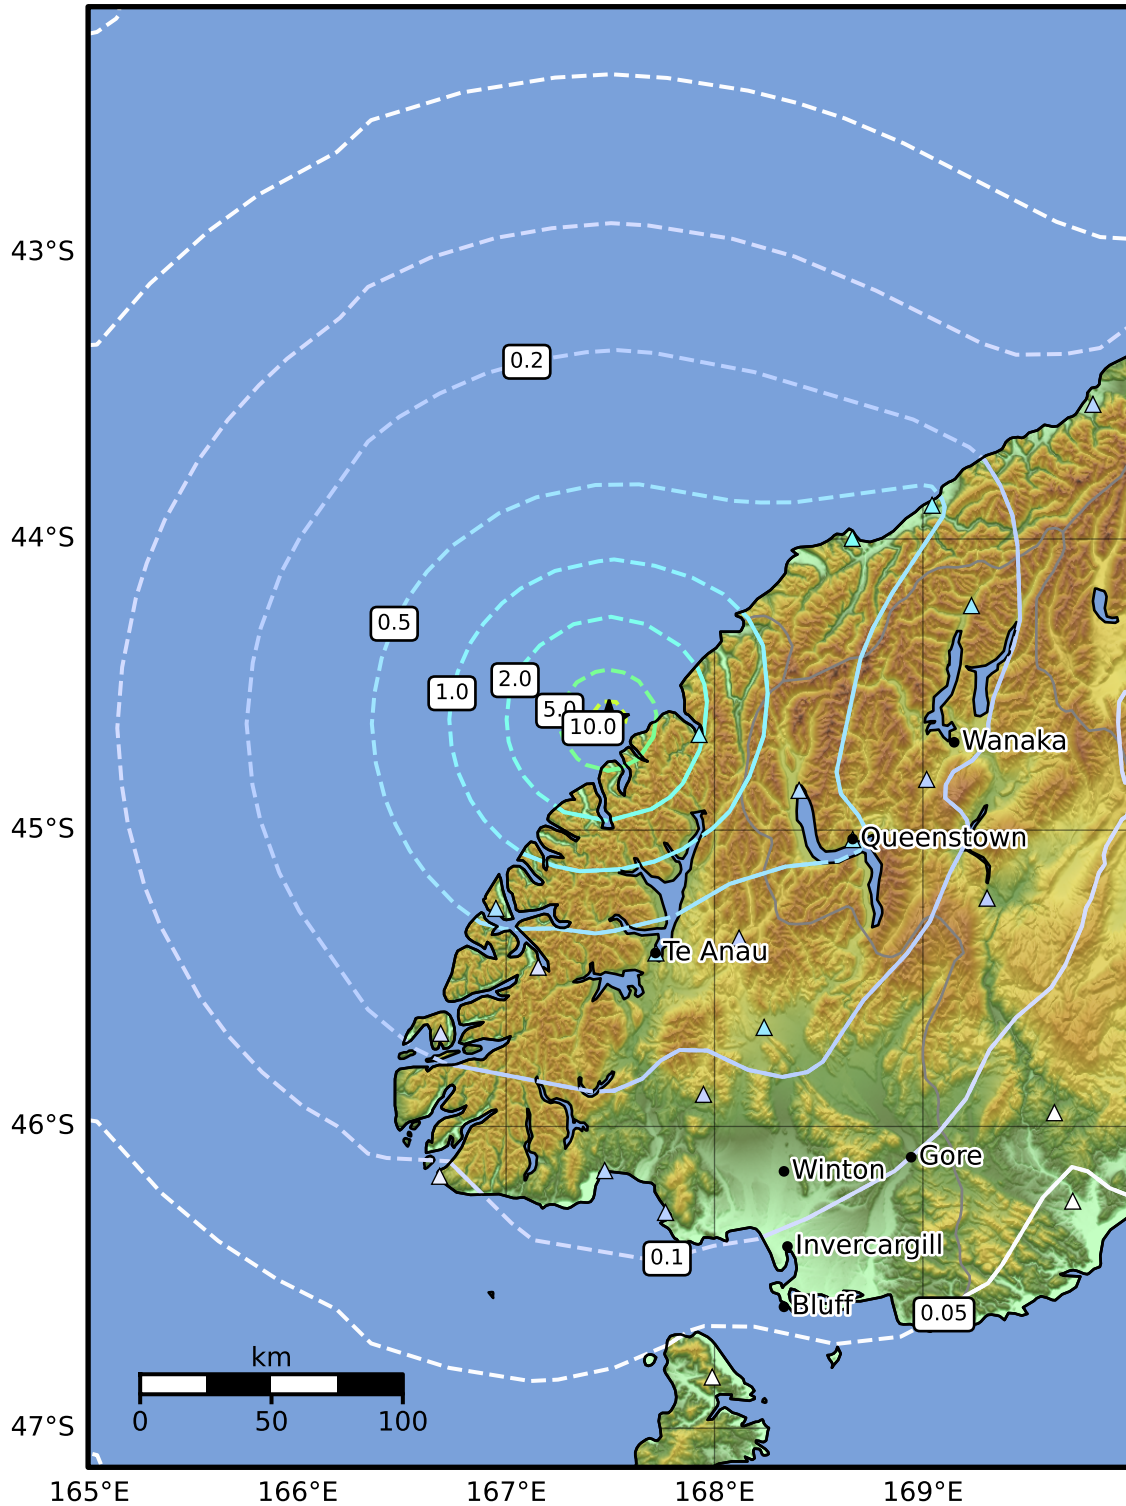 43°S
0.2
44°S
0.5
2.0
1.0
5.0
10.0
Wanaka
45°S
Queenstown
Te Anau
46°S
Gore
Winton
Invercargill
0.1
Bluff
0.05
km
0 50 100
47°S
165°E 166°E 167°E 168°E 169°E